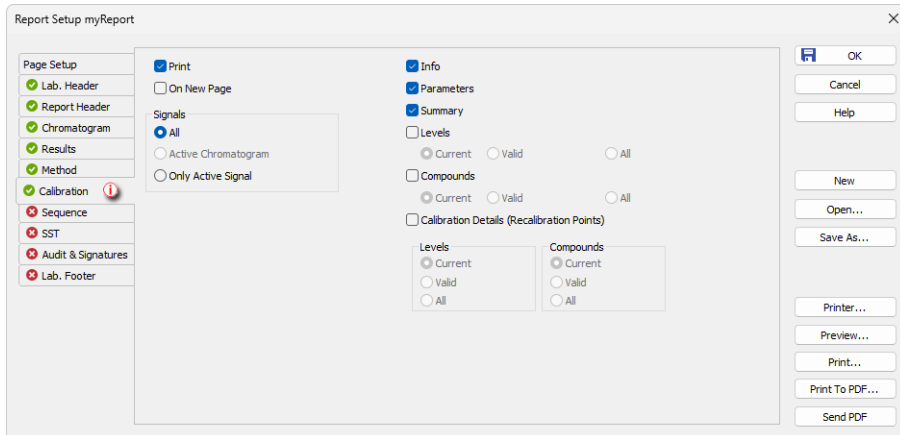 Report Setup myReport
Page Setup
Lab. Header
Report Header
Chromatogram
Results
Method
Calibration
Sequence
SST
Audit & Signatures
Lab. Footer
Print
On New Page
Signals
All
Active Chromatogram
Only Active Signal
Info
Parameters
Summary
Levels
Current Valid All
Compounds
Current Valid All
Calibration Details (Recalibration Points)
Levels
Current
Valid
All
Compounds
Current
Valid
All
OK
Cancel
Help
New
Open...
Save As...
Printer...
Preview...
Print...
Print To PDF...
Send PDF